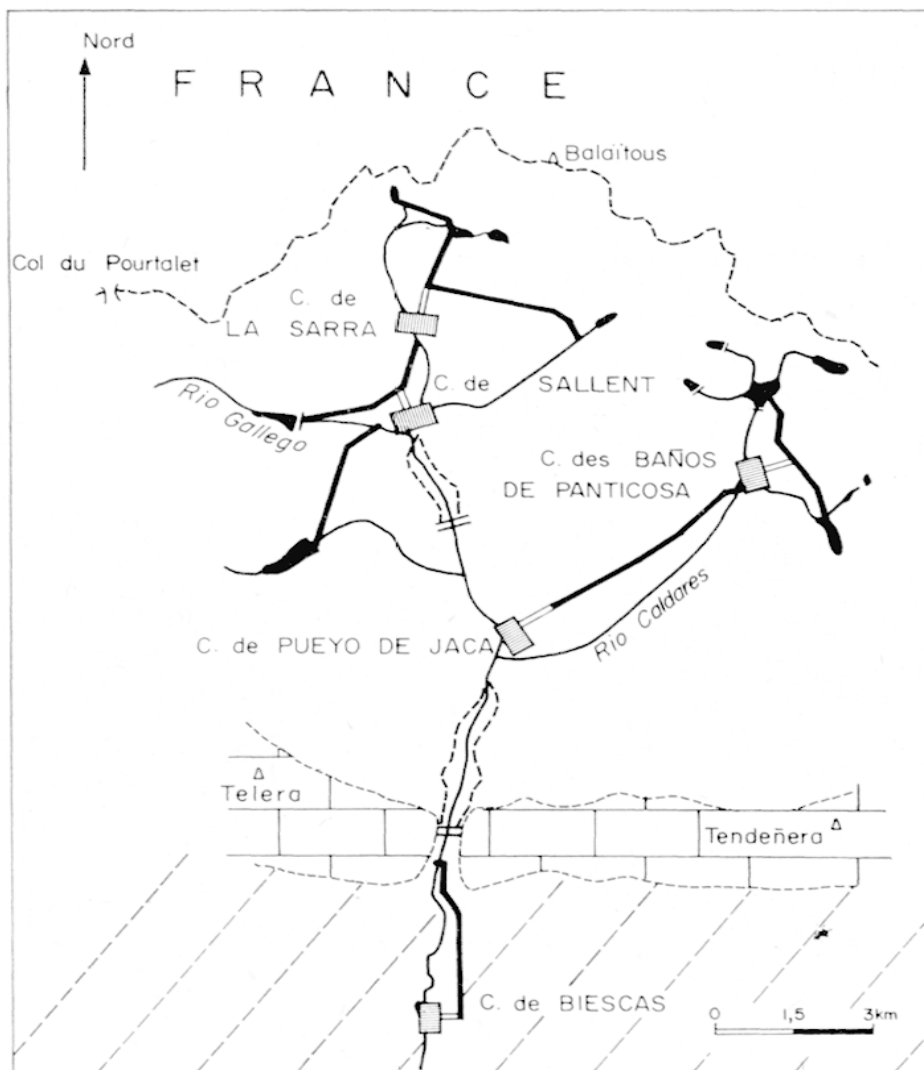 Nord
FRANCE
Balaïtous
Col du Pourtalet
C. de
LA SARRA
C. de SALLENT
Rio Gallego
C. des BAÑOS
DE PANTICOSA
Rio Caldares
C. de PUEYO DE JACA
Telera
Tendeñera
C. de BIESCAS
0 1,5 3km